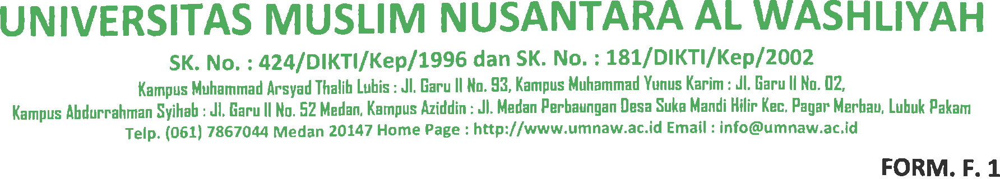 UNIVERSITAS MUSLIM NUSANTARA AL WASHLIYAH
SK. No. : 424/DIKTI/Kep/1996 dan SK. No. : 181/DIKTI/Kep/2002
Kampus Muhammad Arsyad Thalib Lubis : Jl. Garu II No. 93, Kampus Muhammad Yunus Karim : Jl. Garu II No. 02,
Kampus Abdurrahman Syihab : Jl. Garu II No. 52 Medan, Kampus Aziddin : Jl. Medan Perbaungan Desa Suka Mandi Hilir Kec. Pagar Merbau, Lubuk Pakam
Telp. (061) 7867044 Medan 20147 Home Page : http://www.umnaw.ac.id Email : info@umnaw.ac.id
FORM. F. 1